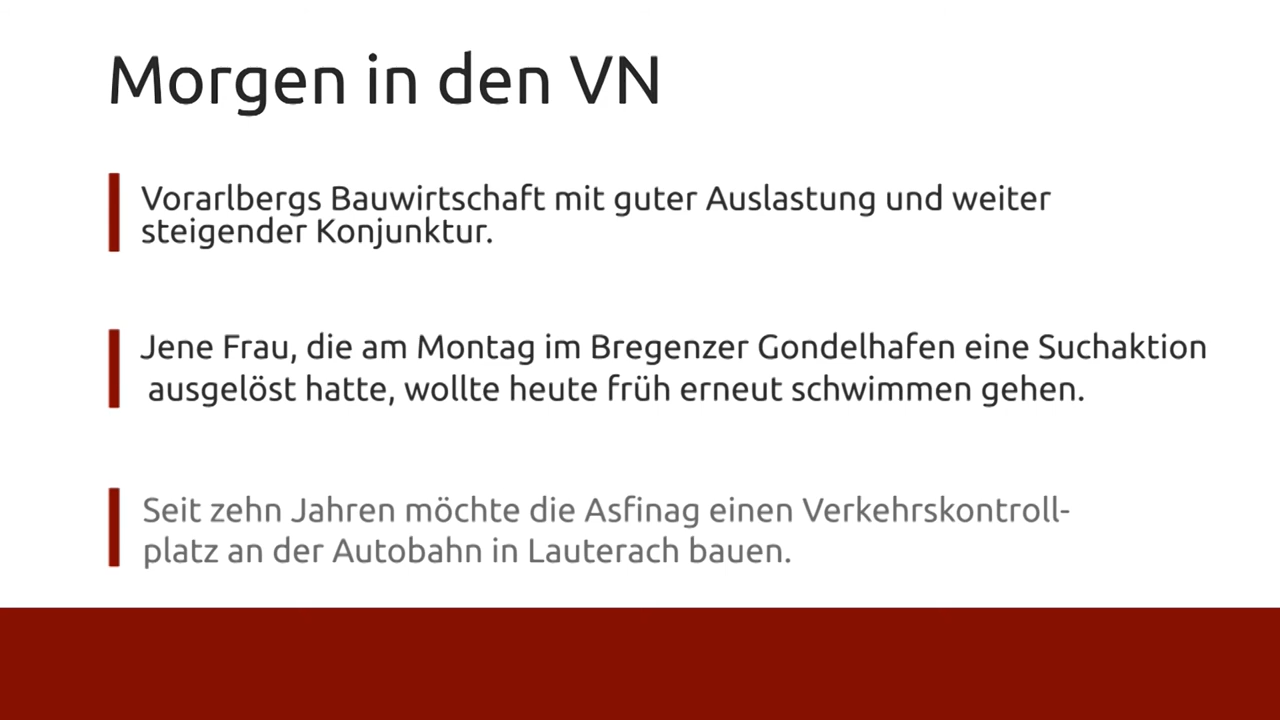 Morgen in den VN
Vorarlbergs Bauwirtschaft mit guter Auslastung und weiter
steigender Konjunktur.
Jene Frau, die am Montag im Bregenzer Gondelhafen eine Suchaktion
ausgelöst hatte, wollte heute früh erneut schwimmen gehen.
Seit zehn Jahren möchte die Asfinag einen Verkehrskontroll-
platz an der Autobahn in Lauterach bauen.